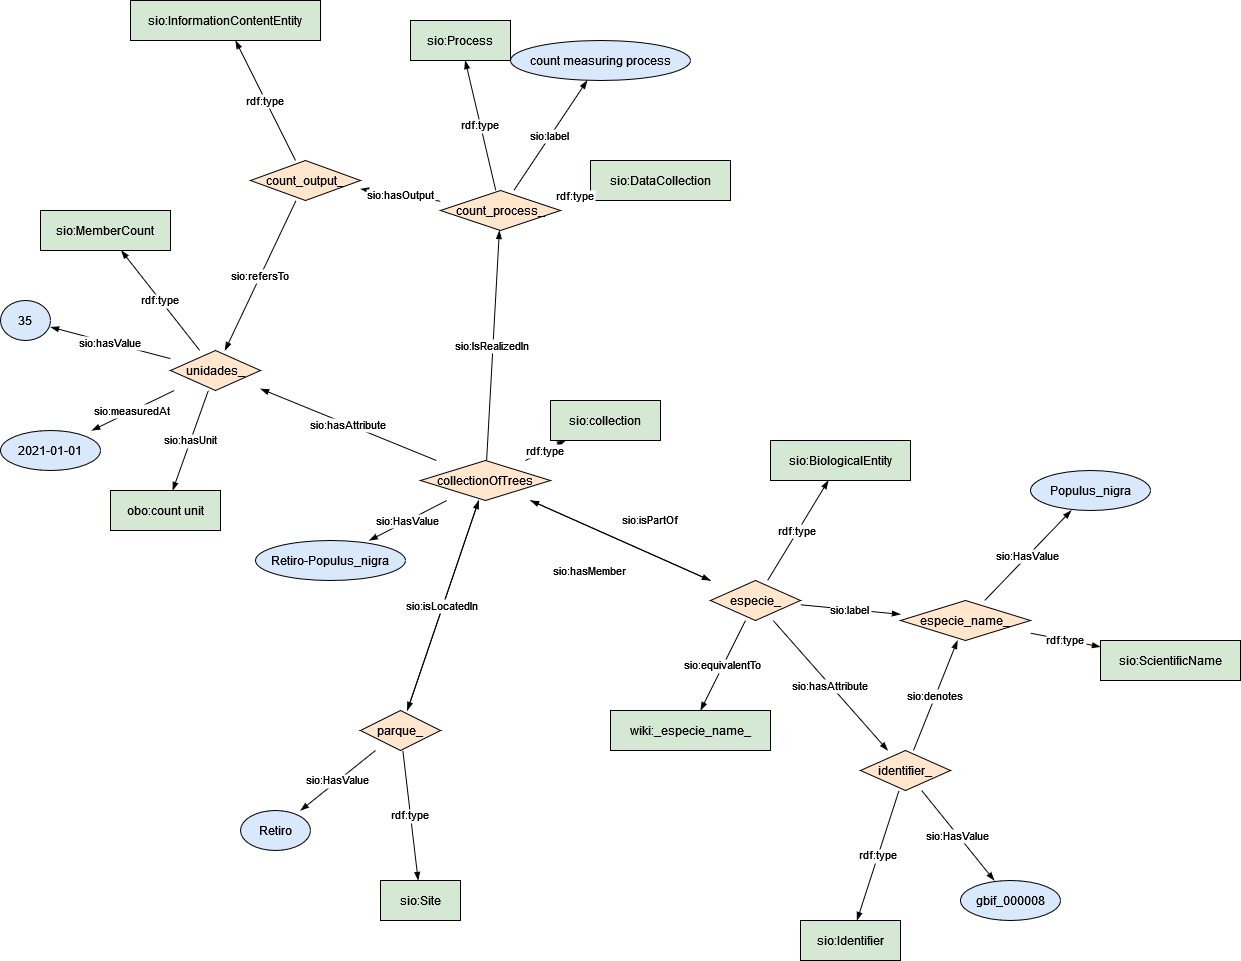 sio:InformationContentEntity
sio:Process
count measuring process
rdf:type
rdf:type
sio:label
count_output_
sio:DataCollection
sio:hasOutput
rdf:type
count_process_
sio:MemberCount
sio:refersTo
rdf:type
35
sio:hasValue
sio:IsRealizedIn
unidades_
sio:measuredAt
sio:hasAttribute
sio:collection
2021-01-01
sio:hasUnit
rdf:type
sio:BiologicalEntity
collectionOfTrees
Populus_nigra
obo:count unit
sio:HasValue
sio:isPartOf
rdf:type
Retiro-Populus_nigra
sio:hasMember
sio:HasValue
sio:isLocatedIn
especie_
sio:label
especie_name_
rdf:type
sio:equivalentTo
sio:ScientificName
sio:hasAttribute
sio:denotes
parque_
wiki:_especie_name_
sio:HasValue
identifier_
rdf:type
Retiro
sio:HasValue
rdf:type
sio:Site
gbif_000008
sio:Identifier